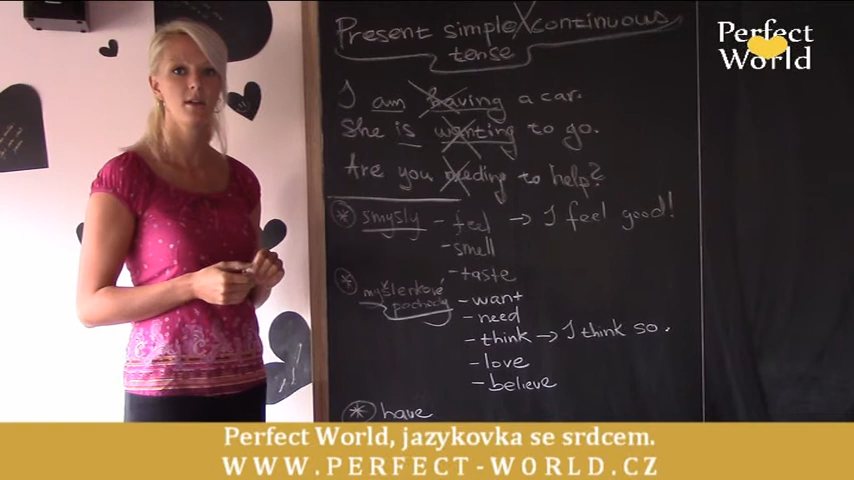 Perfect
World
Present simple X continuous
tense
I am having a car.
She is wanting to go.
Are you needing to help?
* smysly - feel → I feel good!
- smell
- taste
* myšlenkové
pochody - want
- need
- think → I think so.
- love
- believe
* have
Perfect World, jazykovka se srdcem.
WWW.PERFECT-WORLD.CZ